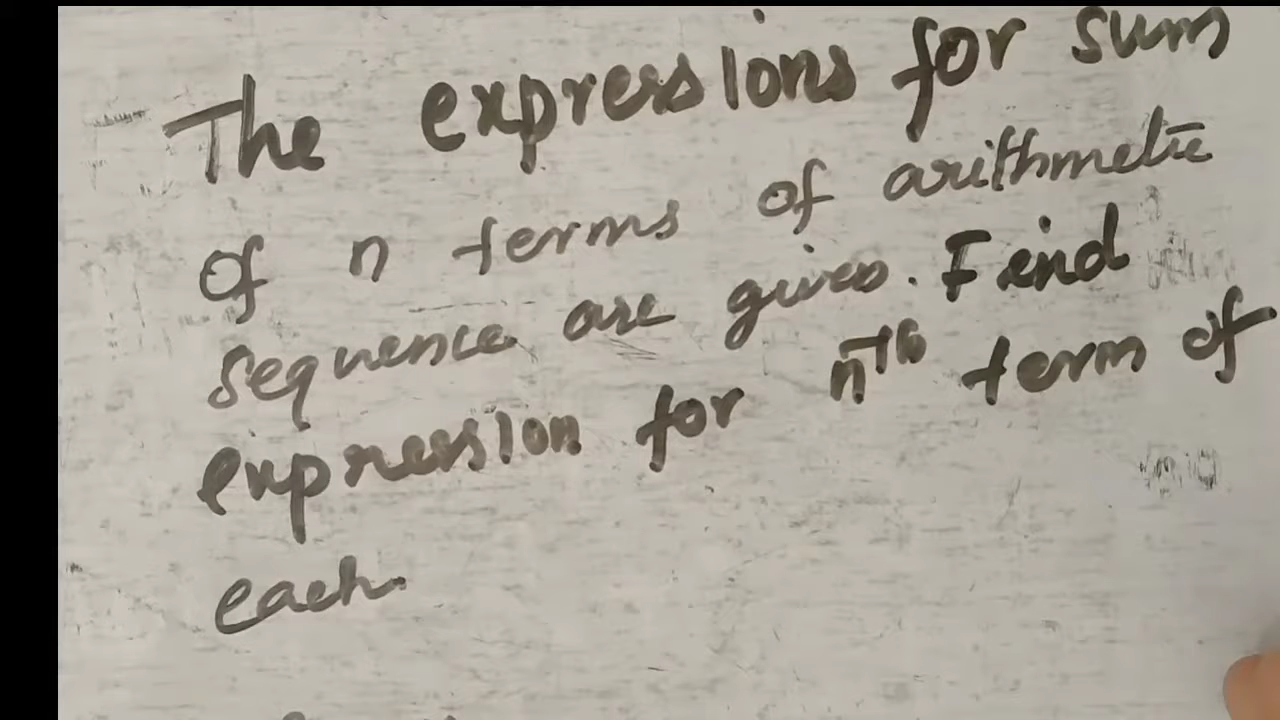 The expressions for sum
of n terms of arithmetic
sequence are given. Find
expression for nth term of
each.